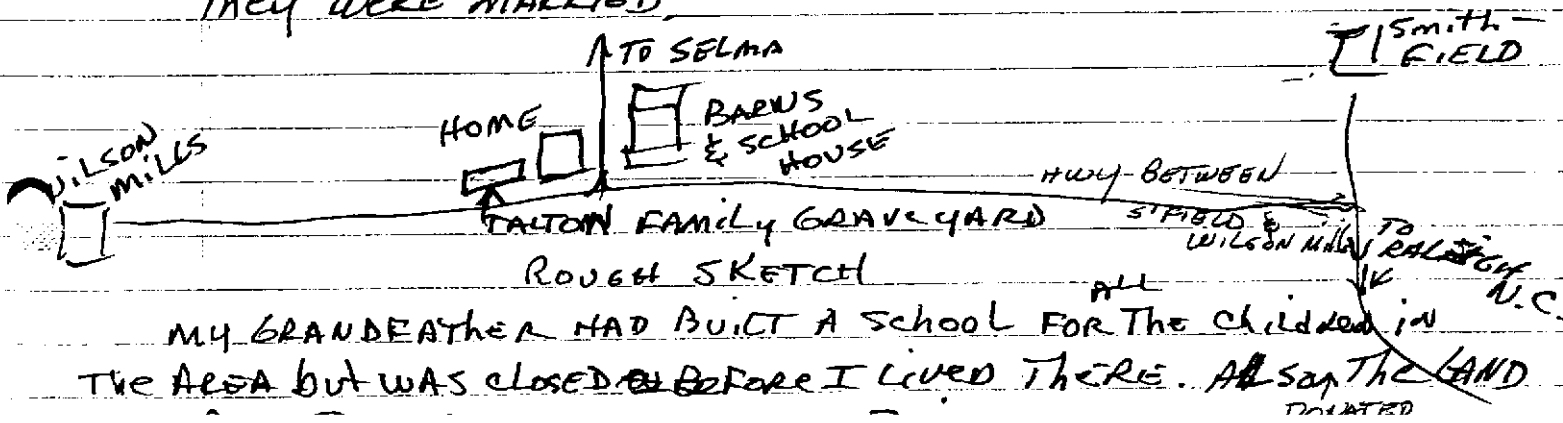 THEY WERE MARRIED.
TO SELMA
Smith-
FIELD
HOME
BARNS
& SCHOOL
HOUSE
WILSON
MILLS
HWY-BETWEEN
S'FIELD &
WILSON Mills
TALTON FAMILY GRAVEYARD
TO
RALEIGH
N.C.
ROUGH SKETCH
ALL
MY GRANDFATHER HAD BUILT A School FOR The Children in
The AREA but WAS closed BEFORE I LIVED THERE. Also, The LAND
DONATED